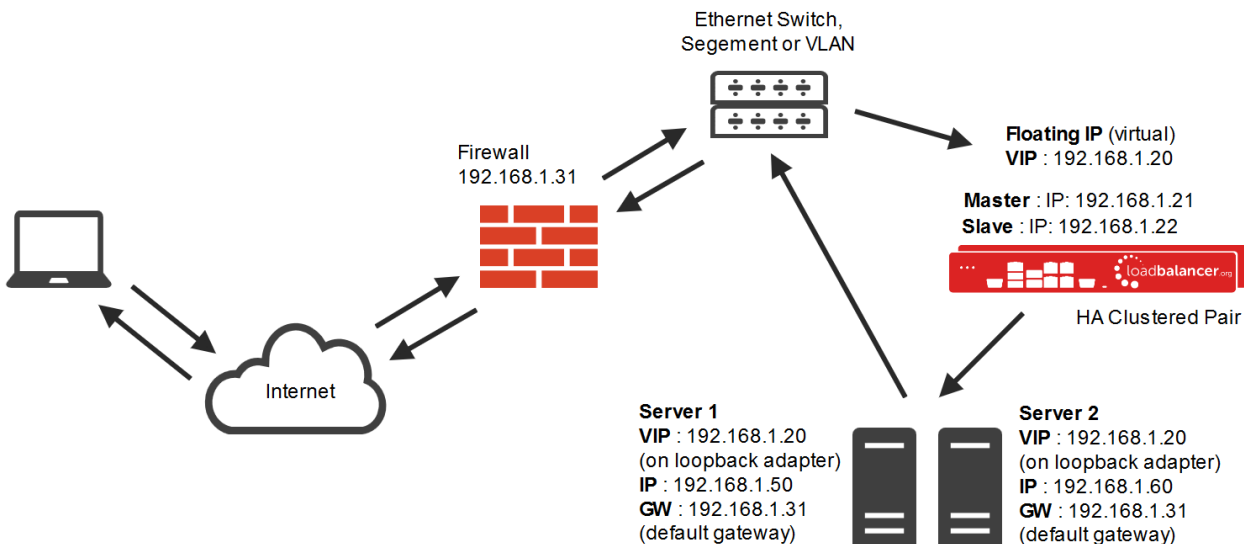 Ethernet Switch,
Segement or VLAN
Firewall
192.168.1.31
Floating IP (virtual)
VIP : 192.168.1.20
Master : IP: 192.168.1.21
Slave : IP: 192.168.1.22
loadbalancer.org
HA Clustered Pair
Internet
Server 1
VIP : 192.168.1.20
(on loopback adapter)
IP : 192.168.1.50
GW : 192.168.1.31
(default gateway)
Server 2
VIP : 192.168.1.20
(on loopback adapter)
IP : 192.168.1.60
GW : 192.168.1.31
(default gateway)